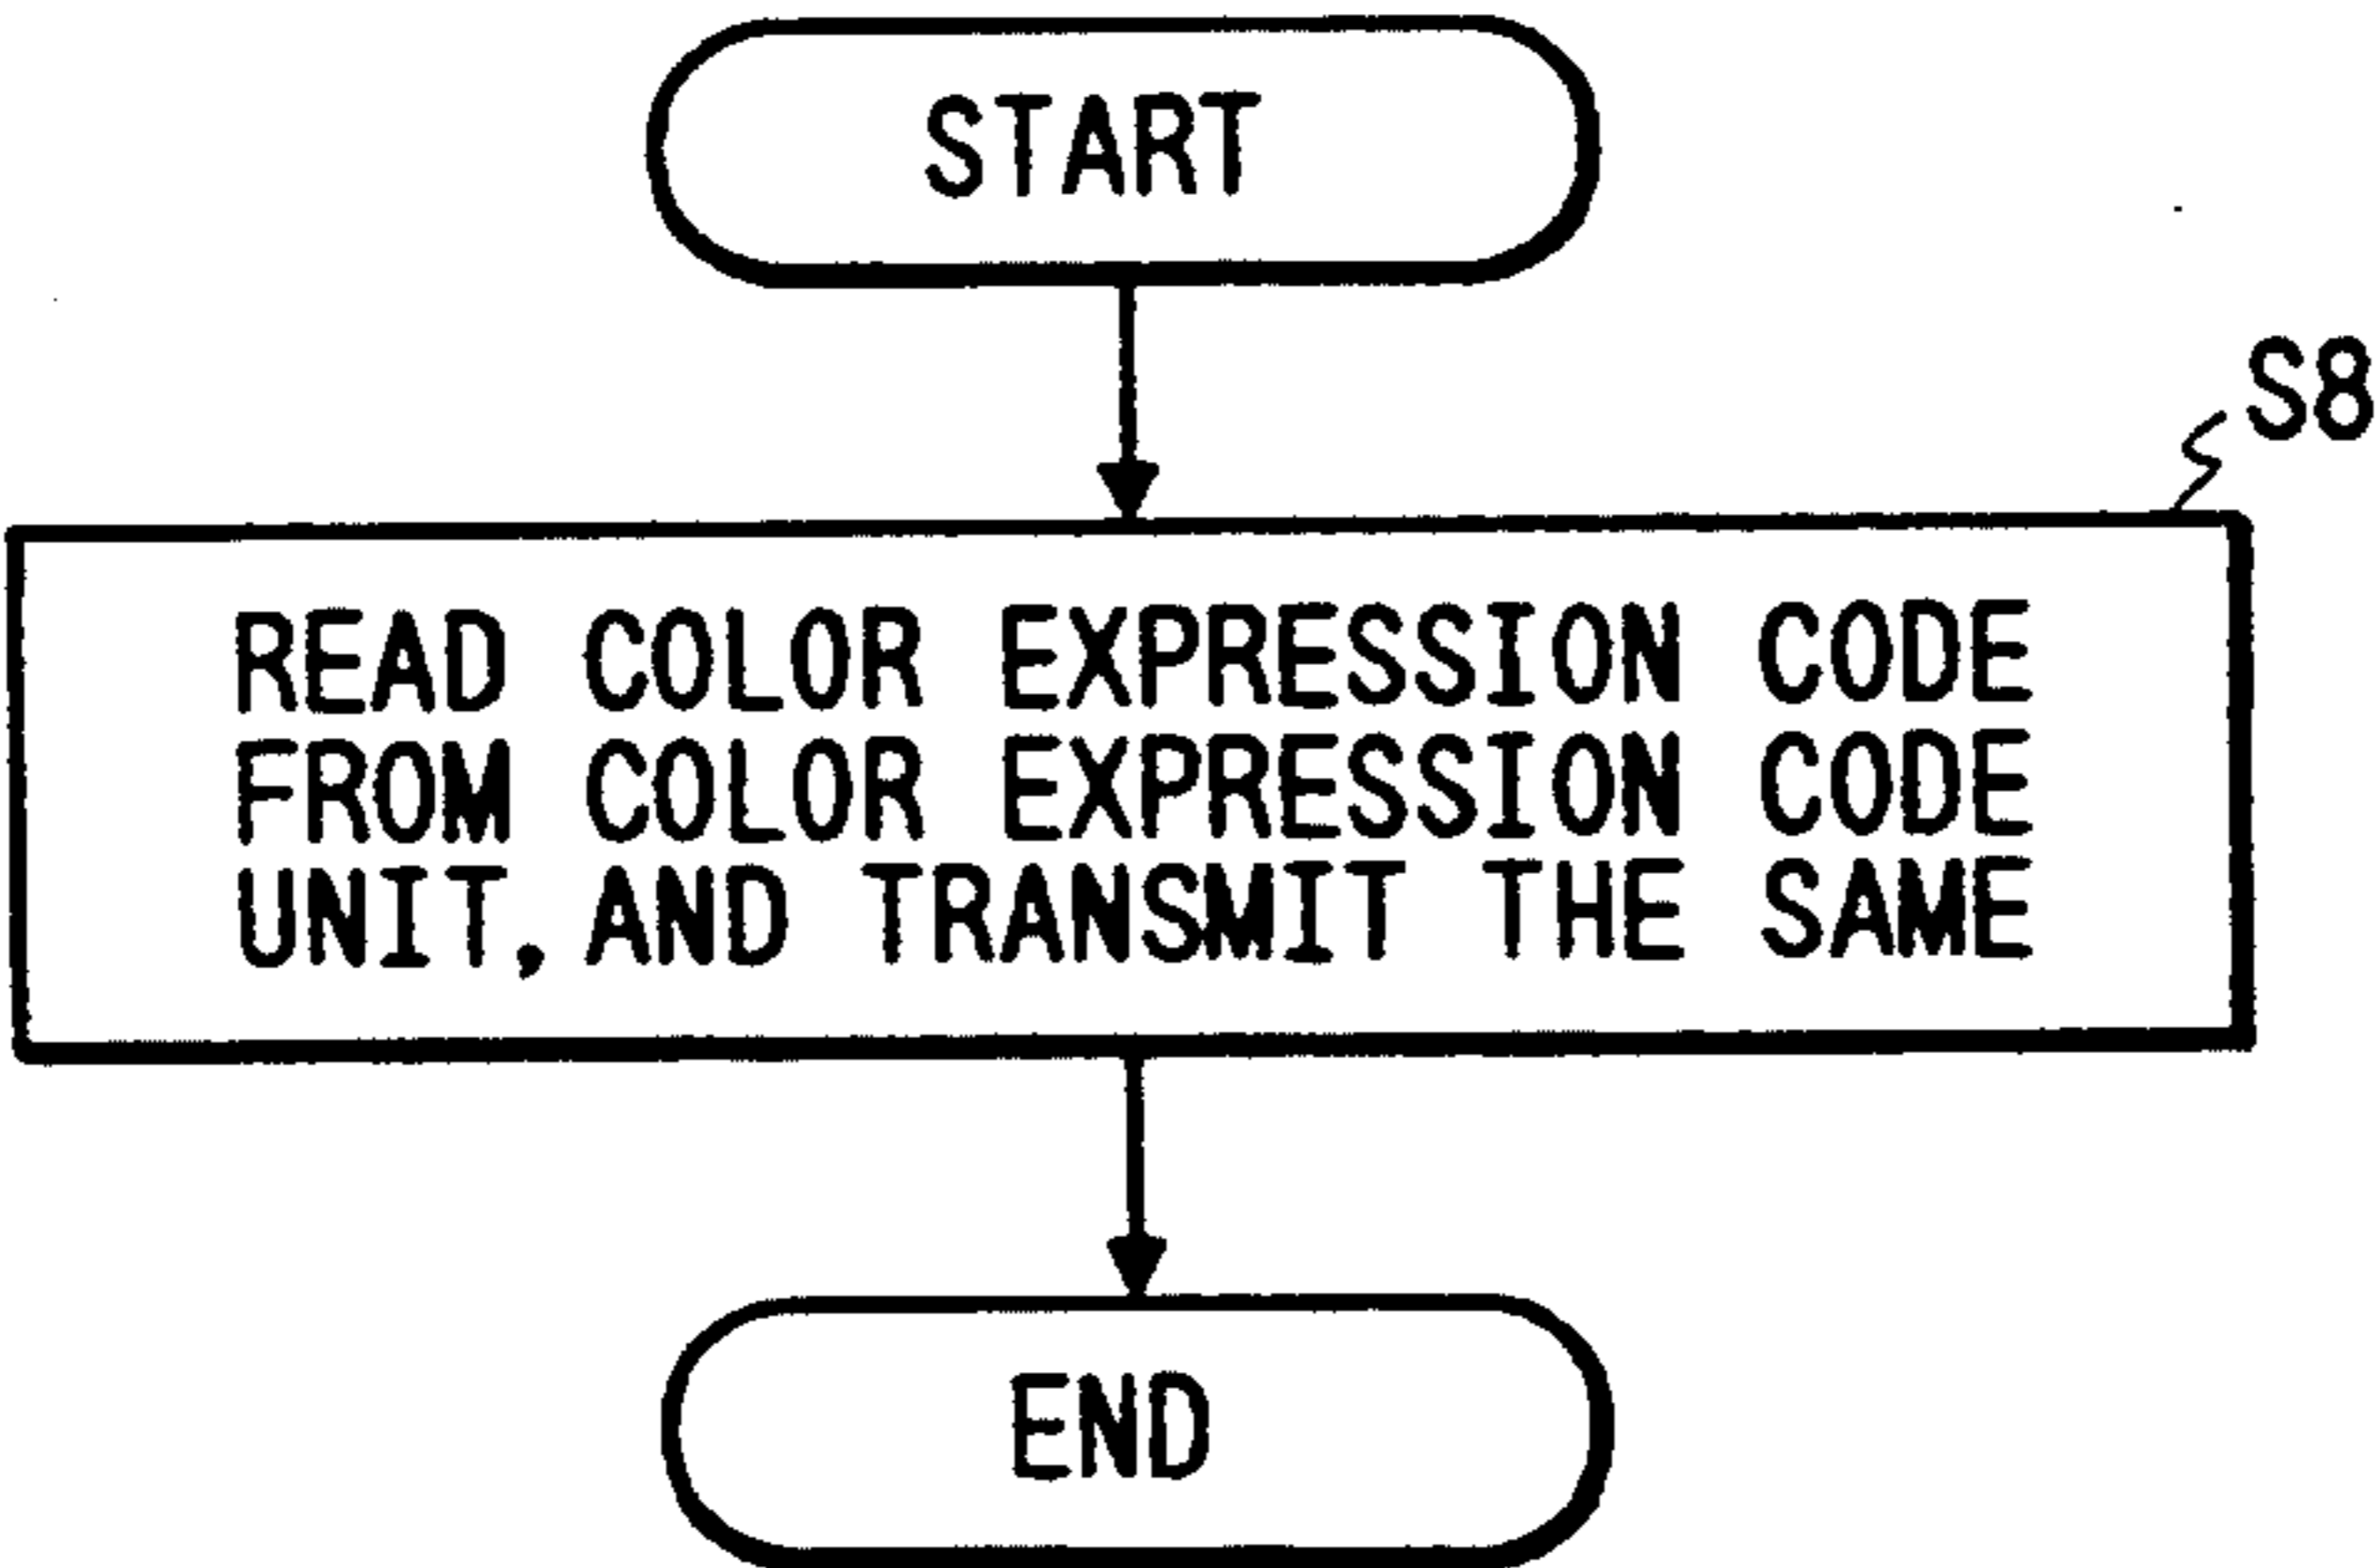 START
S8
READ COLOR EXPRESSION CODE
FROM COLOR EXPRESSION CODE
UNIT, AND TRANSMIT THE SAME
END